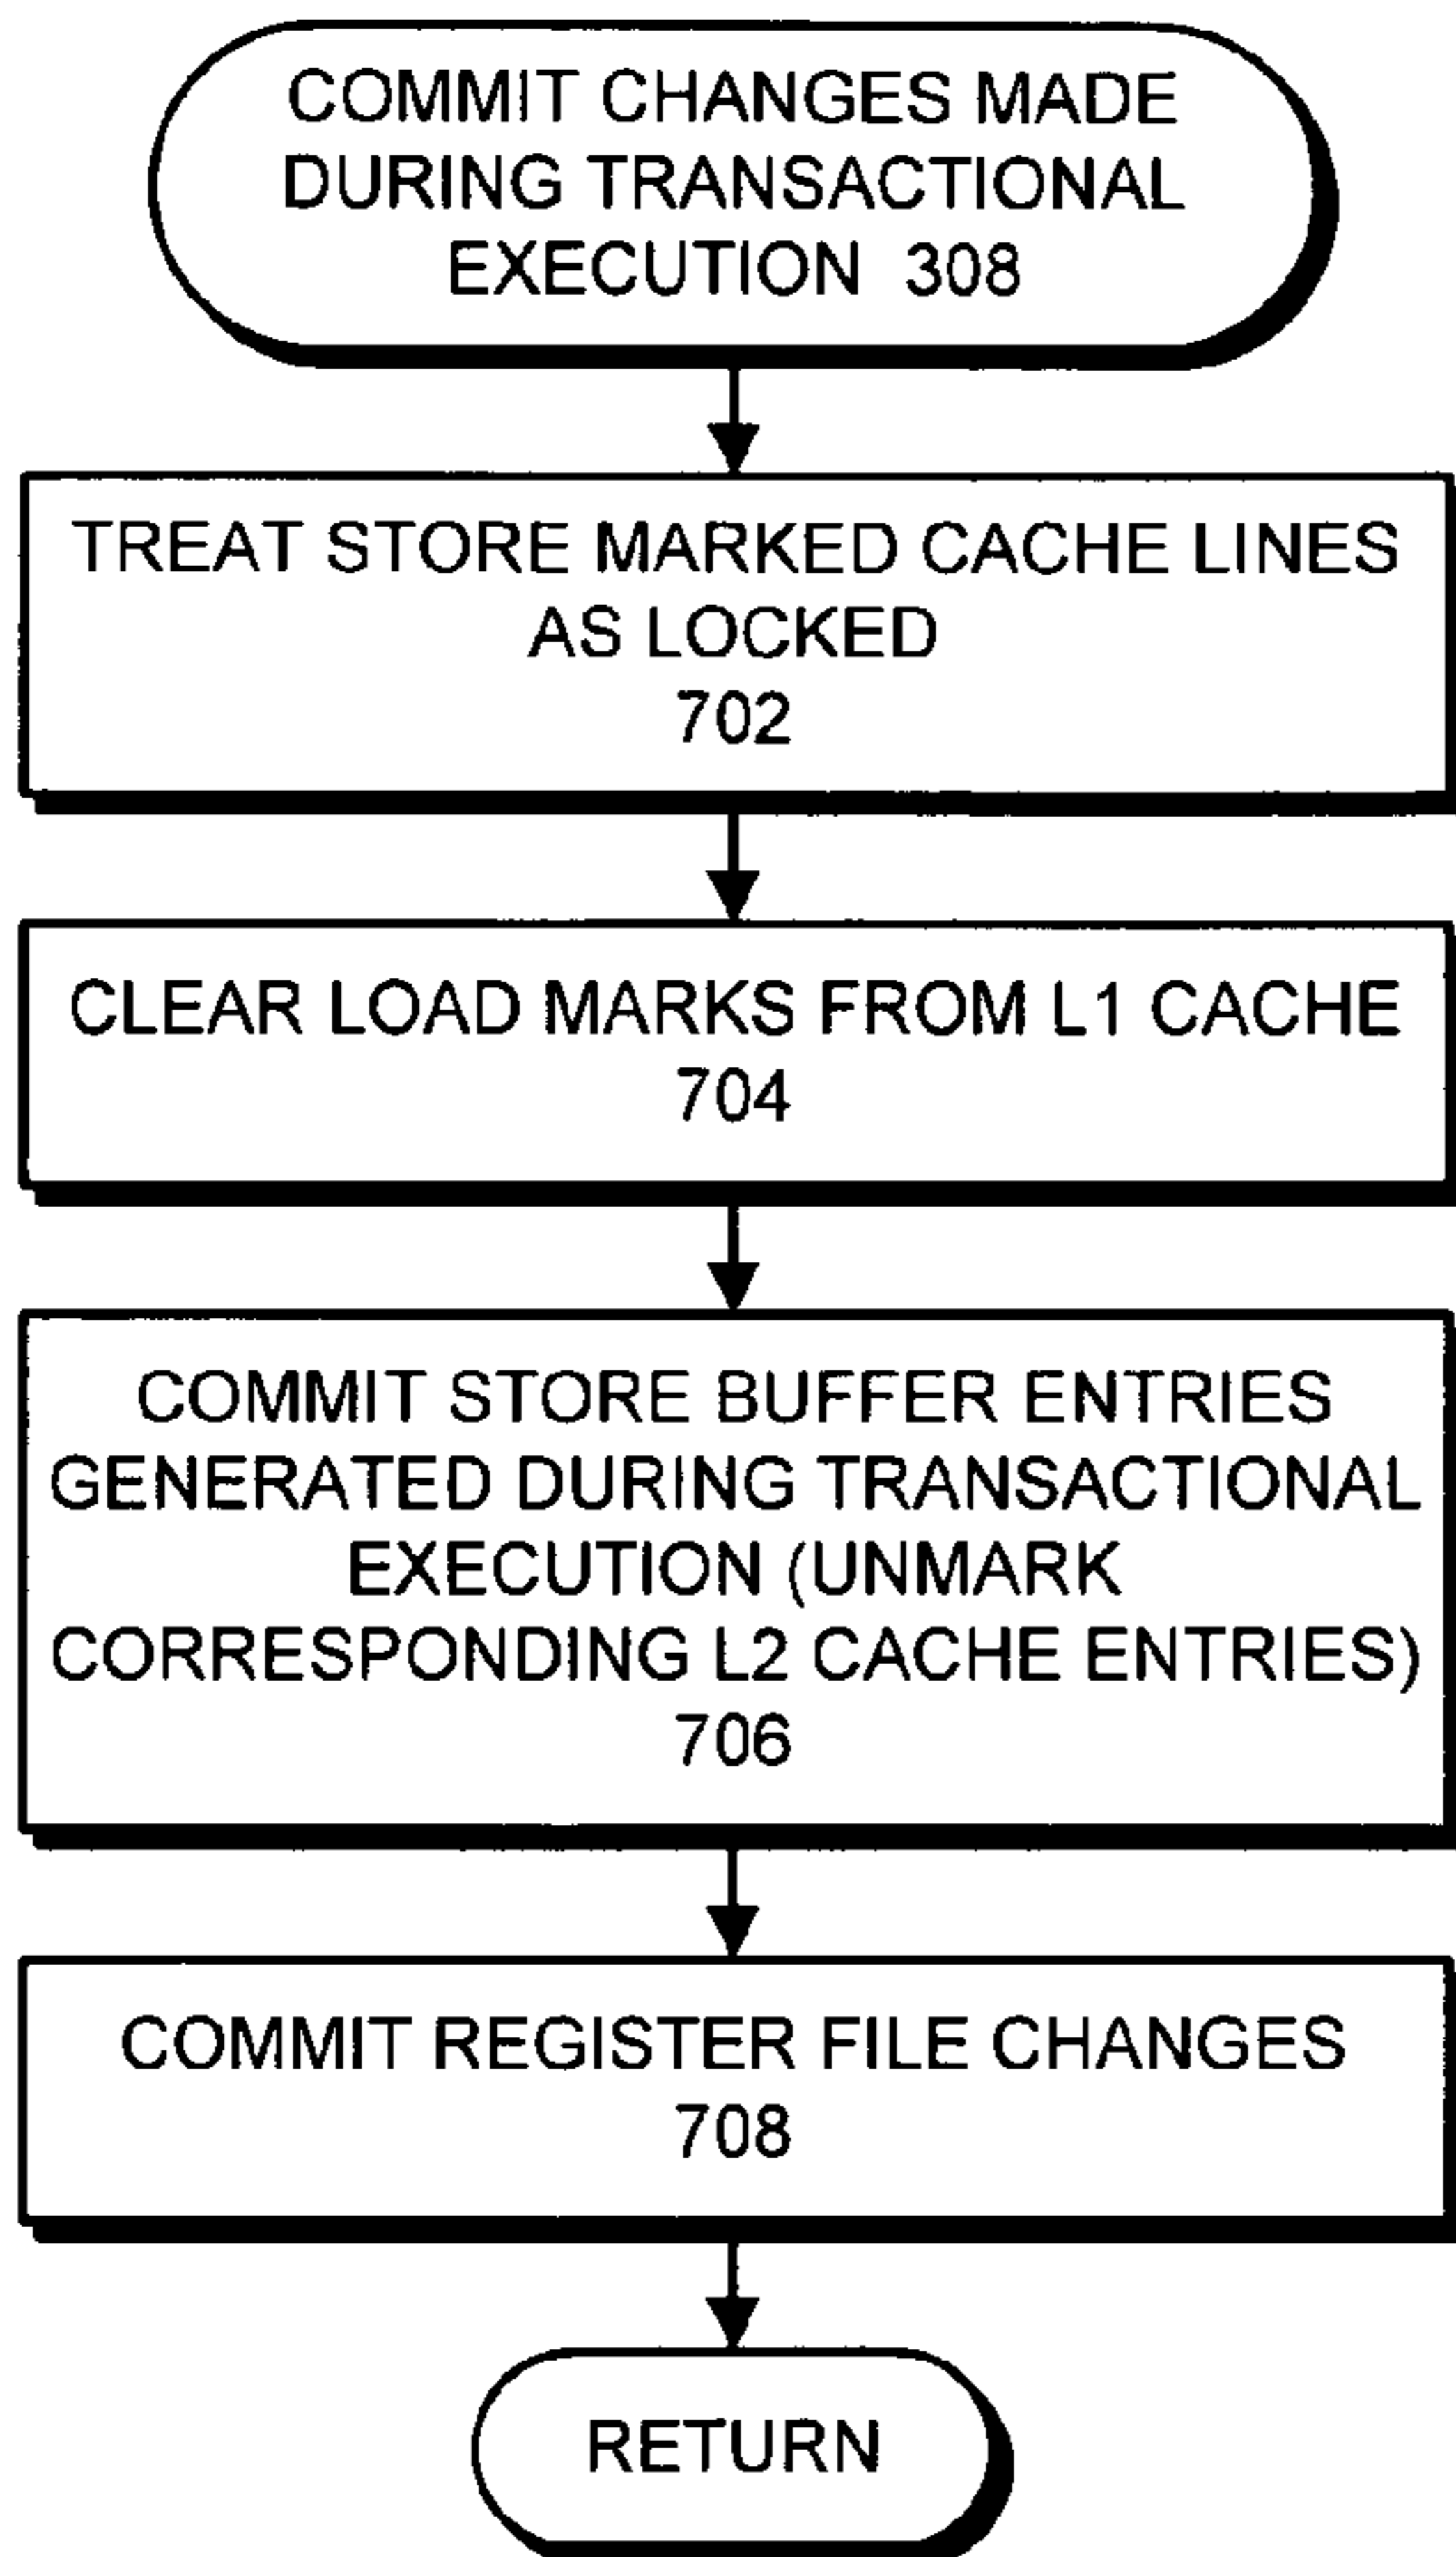 COMMIT CHANGES MADE
DURING TRANSACTIONAL
EXECUTION 308
TREAT STORE MARKED CACHE LINES
AS LOCKED
702
CLEAR LOAD MARKS FROM L1 CACHE
704
COMMIT STORE BUFFER ENTRIES
GENERATED DURING TRANSACTIONAL
EXECUTION (UNMARK
CORRESPONDING L2 CACHE ENTRIES)
706
COMMIT REGISTER FILE CHANGES
708
RETURN